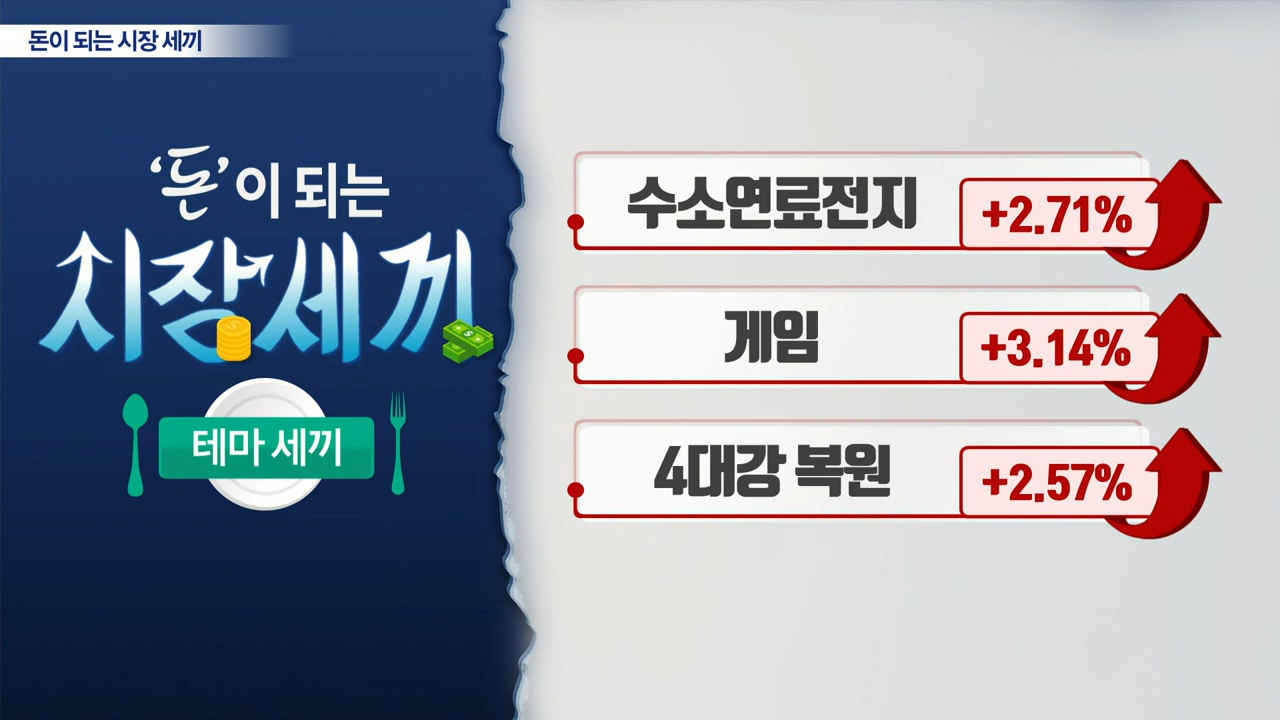 돈이 되는 시장 세끼
‘돈’이 되는
시장세끼
테마 세끼
수소연료전지
+2.71%
게임
+3.14%
4대강 복원
+2.57%